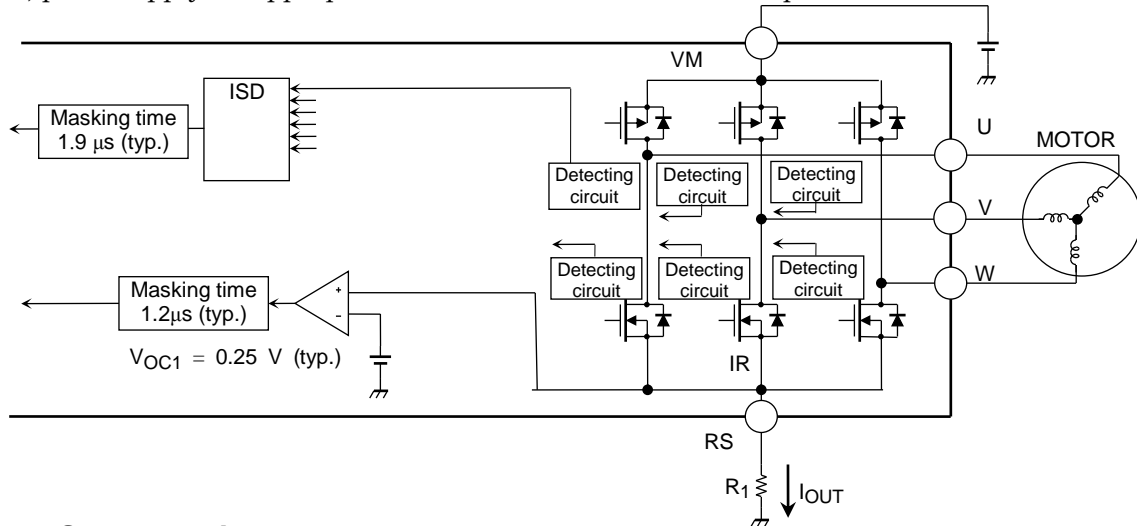 VM
ISD
Masking time
1.9 μs (typ.)
U
MOTOR
Detecting
circuit
Detecting
circuit
Detecting
circuit
V
Detecting
circuit
Detecting
circuit
Detecting
circuit
W
Masking time
1.2μs (typ.)
+
−
VOC1 = 0.25 V (typ.)
IR
RS
R1
IOUT